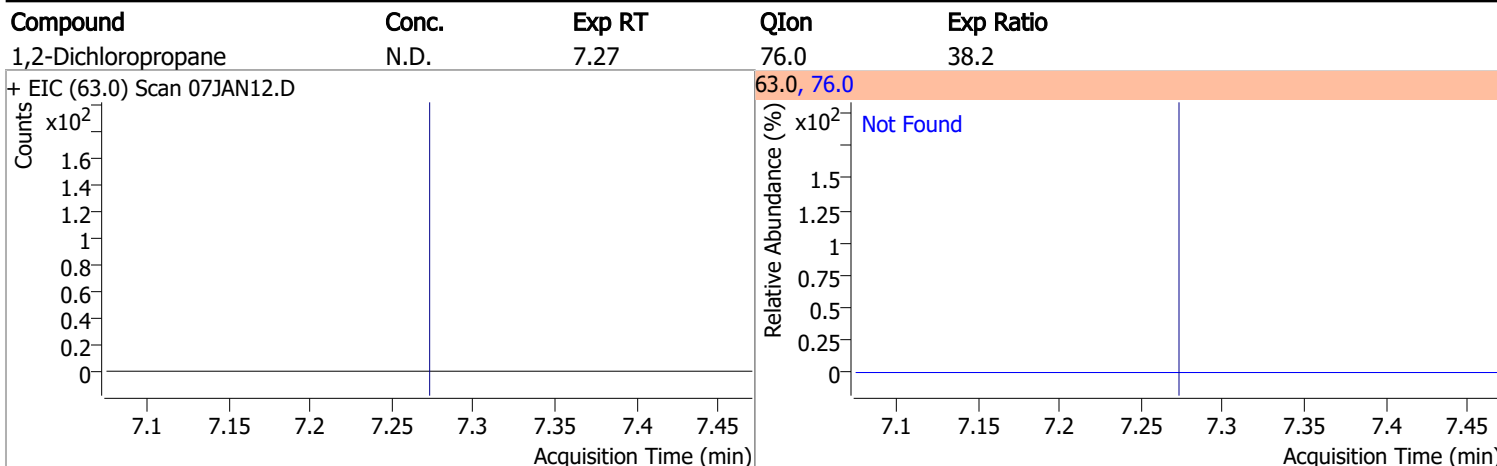 Compound Conc. Exp RT QIon Exp Ratio
1,2-Dichloropropane N.D. 7.27 76.0 38.2
+ EIC (63.0) Scan 07JAN12.D
Counts
x10²
1.6
1.4
1.2
1
0.8
0.6
0.4
0.2
0
7.1 7.15 7.2 7.25 7.3 7.35 7.4 7.45
Acquisition Time (min)
63.0, 76.0
Relative Abundance (%)
x10²
Not Found
1.5
1.25
1
0.75
0.5
0.25
0
7.1 7.15 7.2 7.25 7.3 7.35 7.4 7.45
Acquisition Time (min)